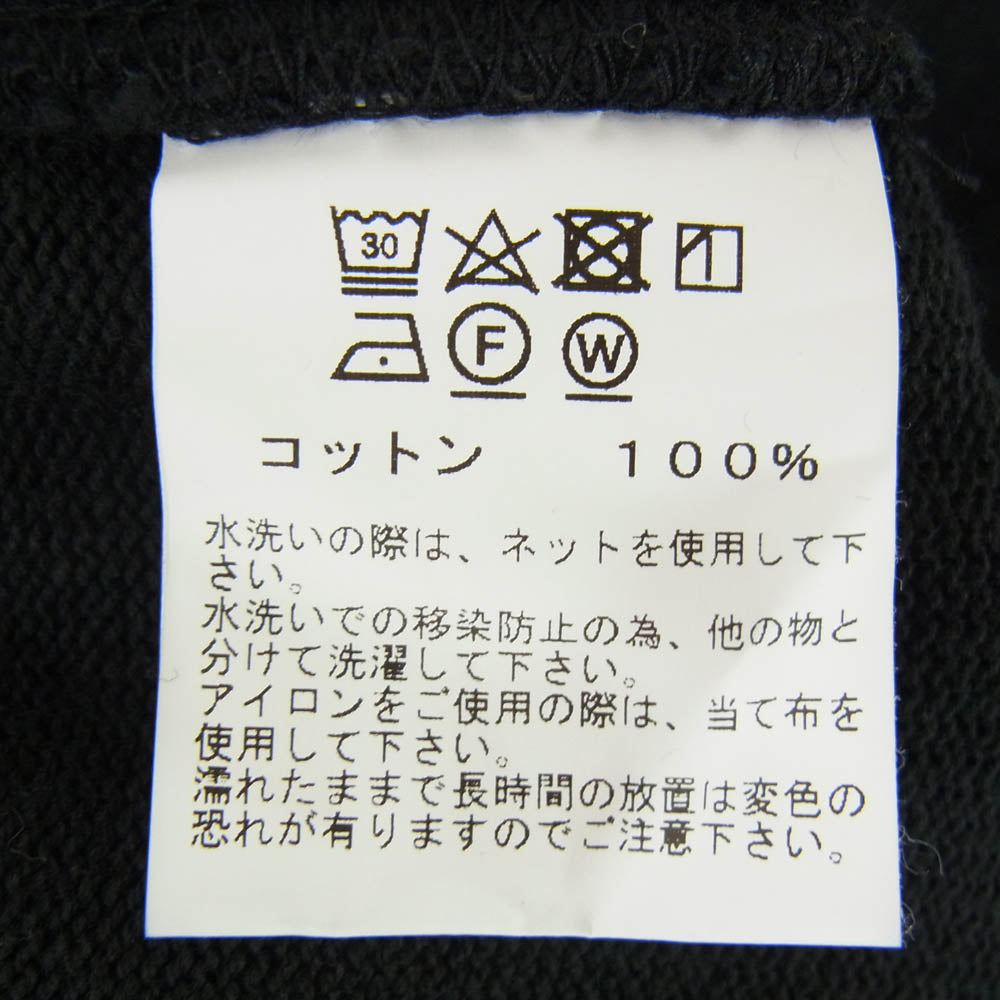 30
F W
コットン 100%
水洗いの際は、ネットを使用して下
さい。
水洗いでの移染防止の為、他の物と
分けて洗濯して下さい。
アイロンをご使用の際は、当て布を
使用して下さい。
濡れたままで長時間の放置は変色の
恐れが有りますのでご注意下さい。